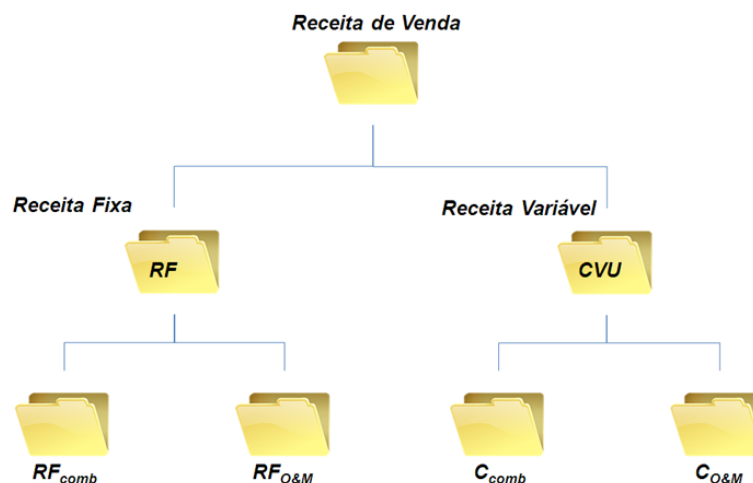 Receita de Venda
Receita Fixa
Receita Variável
RF
CVU
RFcomb
RFO&M
Ccomb
CO&M